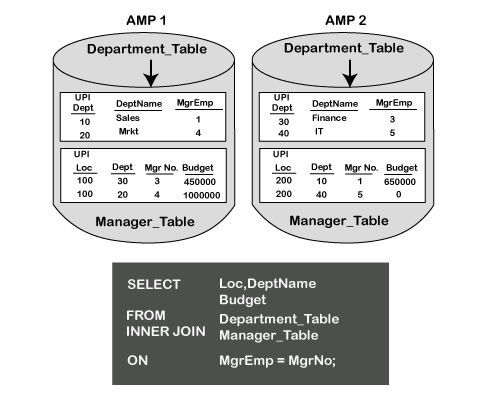 AMP 1
Department_Table
UPI
Dept DeptName MgrEmp
10 Sales 1
20 Mrkt 4
UPI
Loc Dept Mgr No. Budget
100 30 3 450000
100 20 4 1000000
Manager_Table
AMP 2
Department_Table
UPI
Dept DeptName MgrEmp
30 Finance 3
40 IT 5
UPI
Loc Dept Mgr No. Budget
200 10 1 650000
200 40 5 0
Manager_Table
SELECT Loc,DeptName
Budget
FROM Department_Table
INNER JOIN Manager_Table
ON MgrEmp = MgrNo;